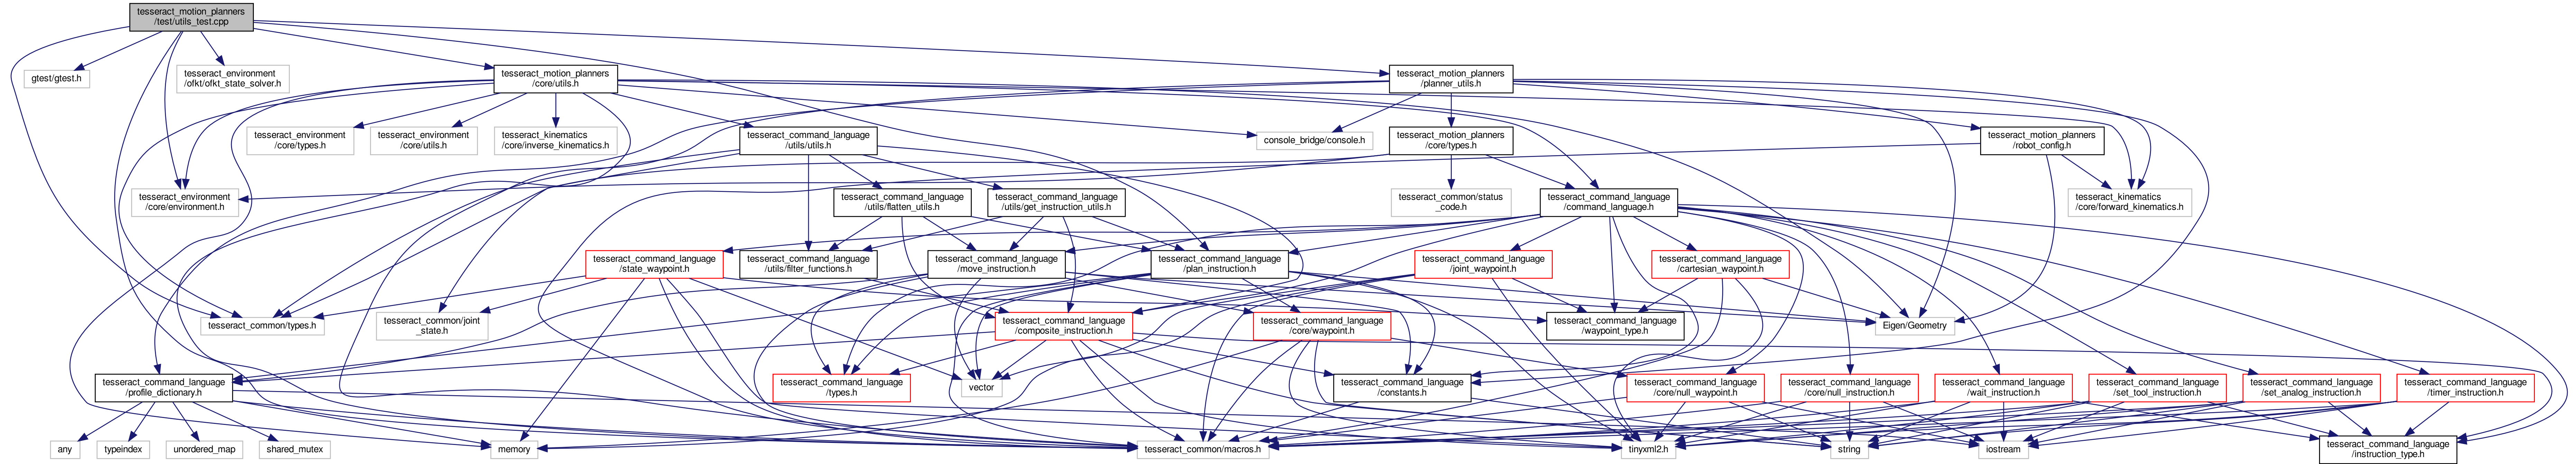 tesseract_motion_planners
/test/utils_test.cpp
gtest/gtest.h
tesseract_environment
/ofkt/ofkt_state_solver.h
tesseract_motion_planners
/core/utils.h
tesseract_motion_planners
/planner_utils.h
tesseract_environment
/core/types.h
tesseract_environment
/core/utils.h
tesseract_kinematics
/core/inverse_kinematics.h
tesseract_command_language
/utils/utils.h
console_bridge/console.h
tesseract_motion_planners
/core/types.h
tesseract_motion_planners
/robot_config.h
tesseract_environment
/core/environment.h
tesseract_command_language
/utils/flatten_utils.h
tesseract_command_language
/utils/get_instruction_utils.h
tesseract_common/status
_code.h
tesseract_command_language
/command_language.h
tesseract_kinematics
/core/forward_kinematics.h
tesseract_command_language
/state_waypoint.h
tesseract_command_language
/utils/filter_functions.h
tesseract_command_language
/move_instruction.h
tesseract_command_language
/plan_instruction.h
tesseract_command_language
/joint_waypoint.h
tesseract_command_language
/cartesian_waypoint.h
tesseract_common/types.h
tesseract_common/joint
_state.h
tesseract_command_language
/composite_instruction.h
tesseract_command_language
/core/waypoint.h
tesseract_command_language
/waypoint_type.h
Eigen/Geometry
tesseract_command_language
/profile_dictionary.h
tesseract_command_language
/types.h
vector
tesseract_command_language
/constants.h
tesseract_command_language
/core/null_waypoint.h
tesseract_command_language
/core/null_instruction.h
tesseract_command_language
/wait_instruction.h
tesseract_command_language
/set_tool_instruction.h
tesseract_command_language
/set_analog_instruction.h
tesseract_command_language
/timer_instruction.h
any
typeindex
unordered_map
shared_mutex
memory
tesseract_common/macros.h
tinyxml2.h
string
iostream
tesseract_command_language
/instruction_type.h